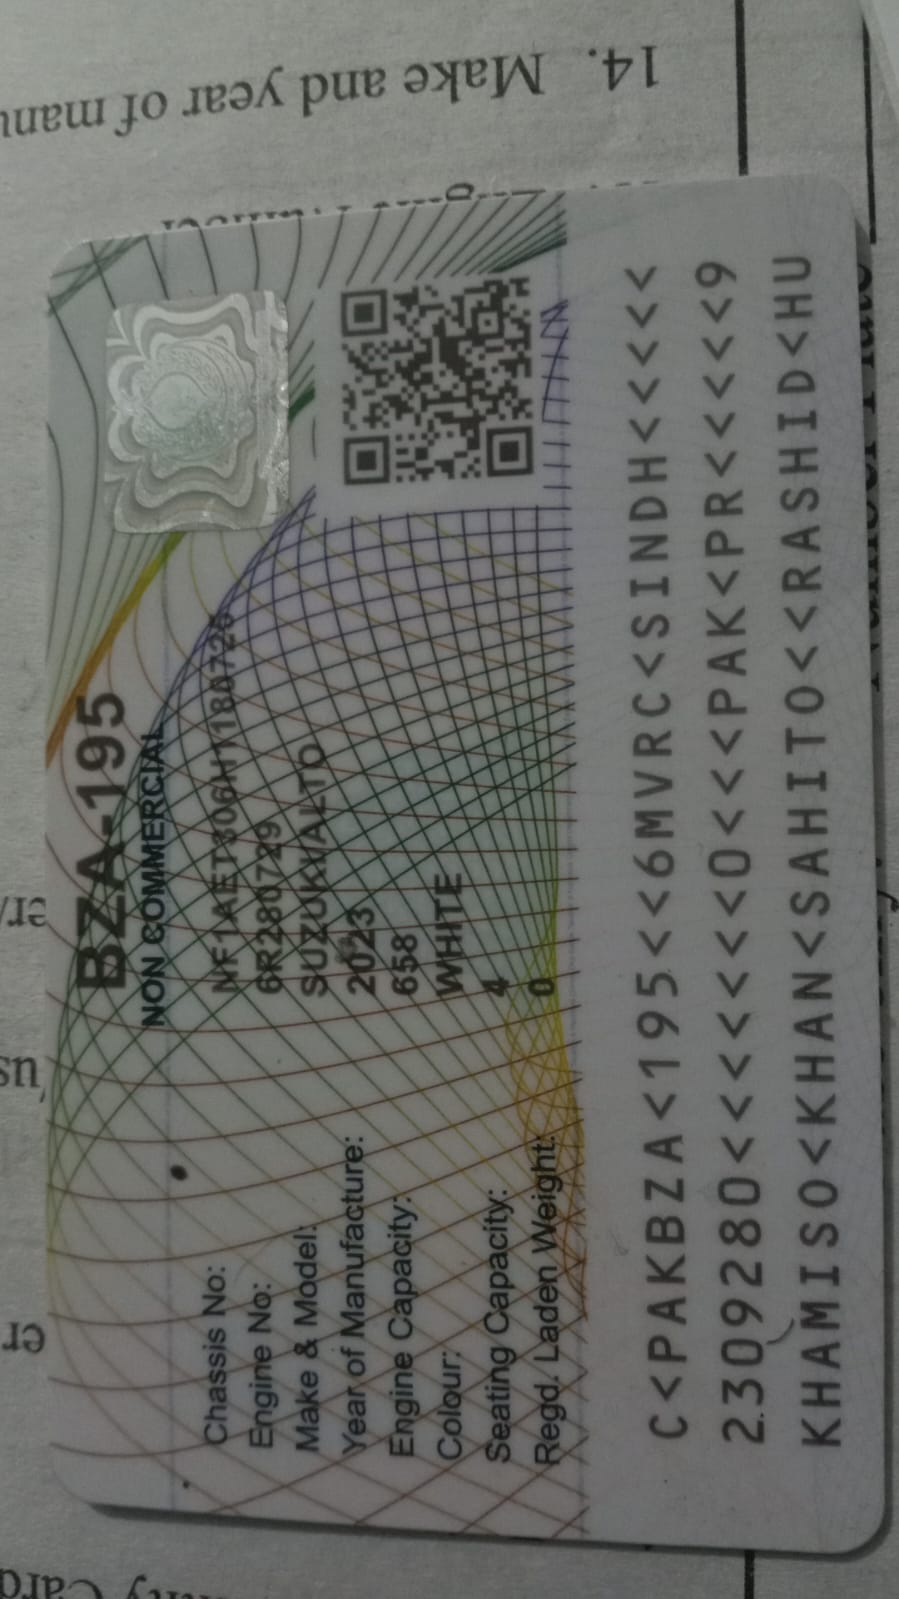 14. Make and year of manu
BZA-195
NON COMMERCIAL
Chassis No:
Engine No: 6R280729
Make & Model: SUZUKI ALTO
Year of Manufacture: 2023
Engine Capacity: 658
Colour: WHITE
Seating Capacity: 4
Regd. Laden Weight: 0
C<PAKBZA<195<<6MVRC<SINDH<<<<<
2309280<<<<<<<O<<<PAK<PR<<<<<9
KHAMISO<KHAN<SAHITO<<RASHID<HU